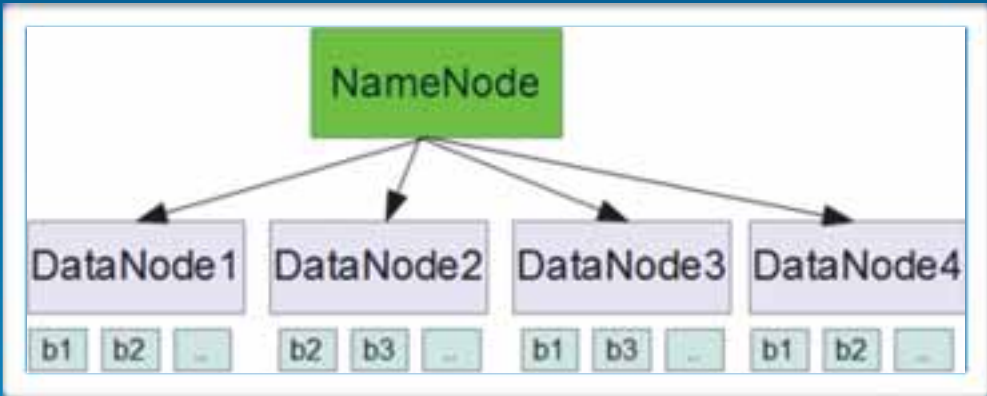 NameNode
DataNode1 DataNode2 DataNode3 DataNode4
b1 b2 ... b2 b3 ... b1 b3 ... b1 b2 ...